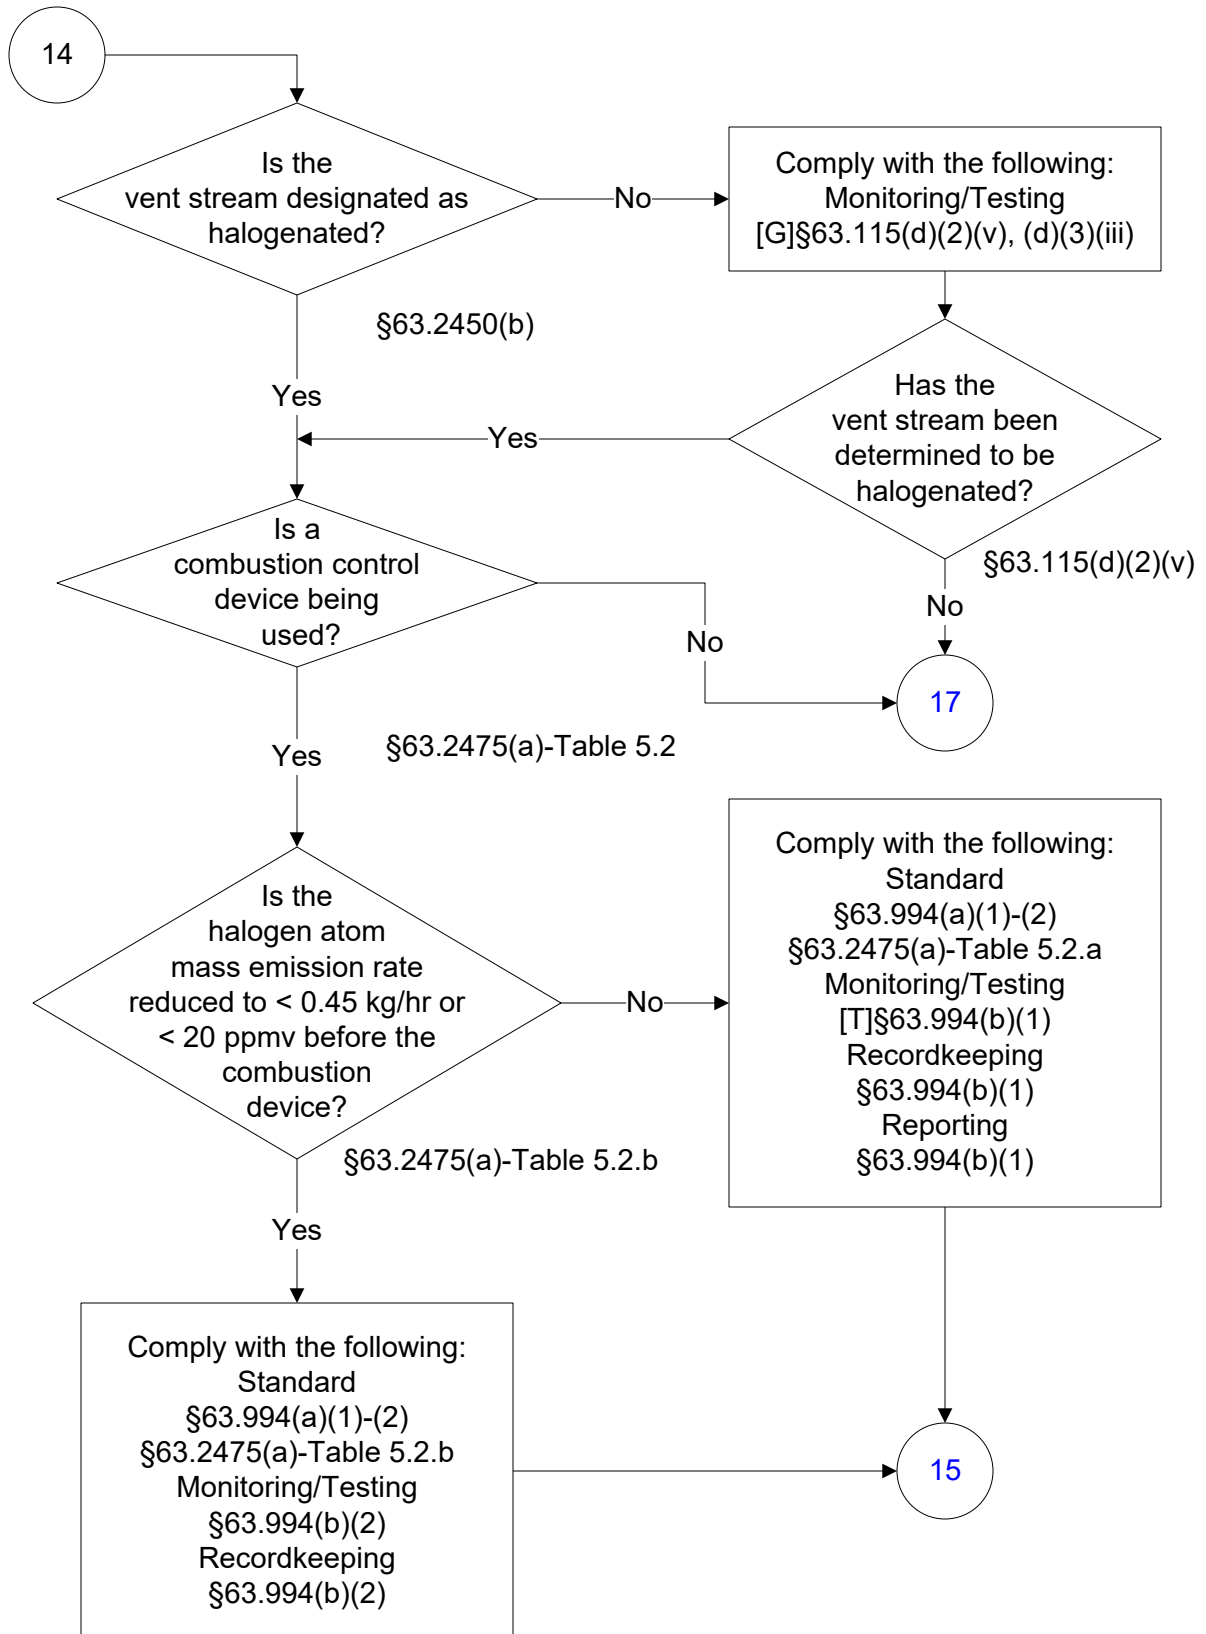 14
Is the
vent stream designated as
halogenated?
No
Comply with the following:
Monitoring/Testing
[G]§63.115(d)(2)(v), (d)(3)(iii)
§63.2450(b)
Yes
Has the
vent stream been
determined to be
halogenated?
Yes
§63.115(d)(2)(v)
No
Is a
combustion control
device being
used?
No
17
§63.2475(a)-Table 5.2
Yes
Is the
halogen atom
mass emission rate
reduced to < 0.45 kg/hr or
< 20 ppmv before the
combustion
device?
No
Comply with the following:
Standard
§63.994(a)(1)-(2)
§63.2475(a)-Table 5.2.a
Monitoring/Testing
[T]§63.994(b)(1)
Recordkeeping
§63.994(b)(1)
Reporting
§63.994(b)(1)
§63.2475(a)-Table 5.2.b
Yes
Comply with the following:
Standard
§63.994(a)(1)-(2)
§63.2475(a)-Table 5.2.b
Monitoring/Testing
§63.994(b)(2)
Recordkeeping
§63.994(b)(2)
15